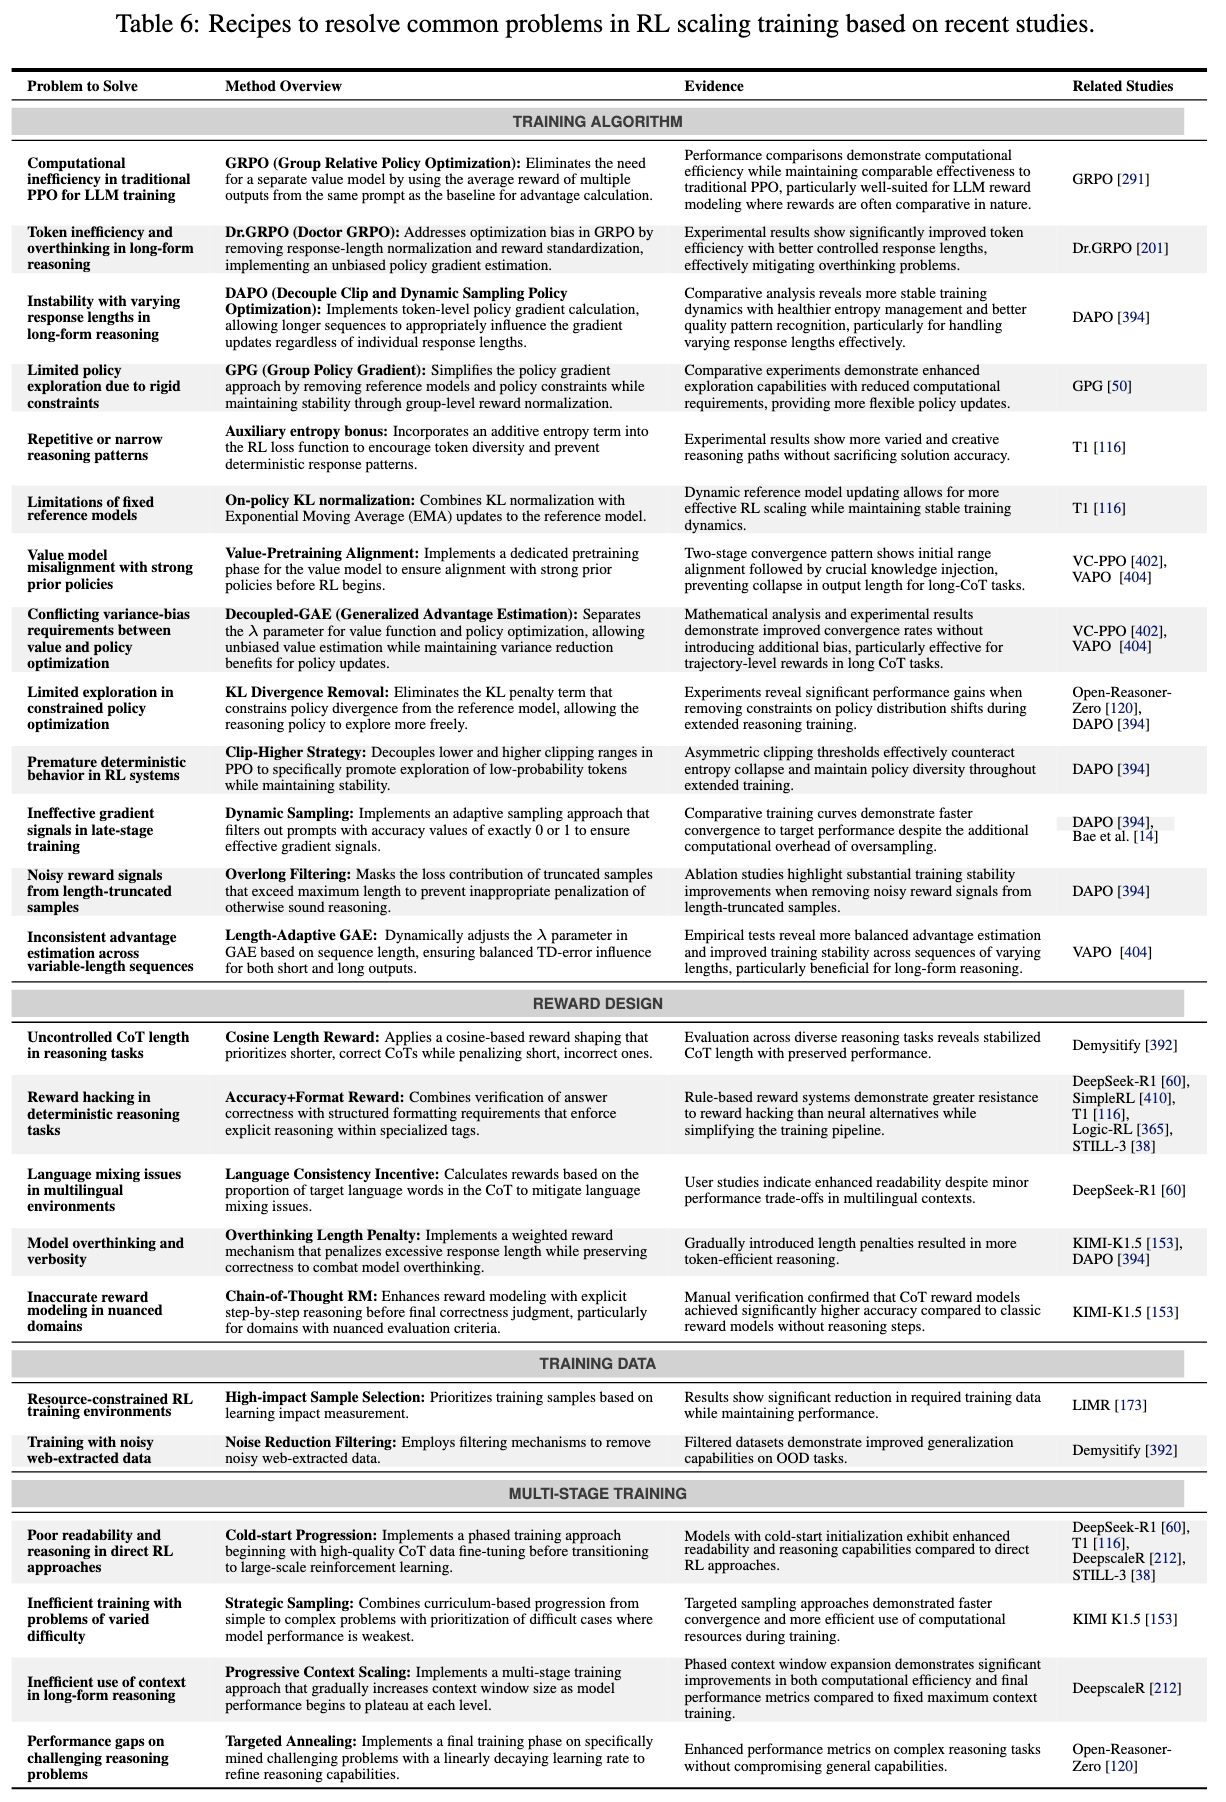 Table 6: Recipes to resolve common problems in RL scaling training based on recent studies.
Problem to Solve
Method Overview
Evidence
Related Studies
TRAINING ALGORITHM
Computational
inefficiency in traditional
PPO for LLM training
GRPO (Group Relative Policy Optimization): Eliminates the need
for a separate value model by using the average reward of multiple
outputs from the same prompt as the baseline for advantage calculation.
Performance comparisons demonstrate computational
efficiency while maintaining comparable effectiveness to
traditional PPO, particularly well-suited for LLM reward
modeling where rewards are often comparative in nature.
GRPO [291]
Token inefficiency and
overthinking in long-form
reasoning
Dr.GRPO (Doctor GRPO): Addresses optimization bias in GRPO by
removing response-length normalization and reward standardization,
implementing an unbiased policy gradient estimation.
Experimental results show significantly improved token
efficiency with better controlled response lengths,
effectively mitigating overthinking problems.
Dr.GRPO [201]
Instability with varying
response lengths in
long-form reasoning
DAPO (Decouple Clip and Dynamic Sampling Policy
Optimization): Implements token-level policy gradient calculation,
allowing longer sequences to appropriately influence the gradient
updates regardless of individual response lengths.
Comparative analysis reveals more stable training
dynamics with healthier entropy management and better
quality pattern recognition, particularly for handling
varying response lengths effectively.
DAPO [394]
Limited policy
exploration due to rigid
constraints
GPG (Group Policy Gradient): Simplifies the policy gradient
approach by removing reference models and policy constraints while
maintaining stability through group-level reward normalization.
Comparative experiments demonstrate enhanced
exploration capabilities with reduced computational
requirements, providing more flexible policy updates.
GPG [50]
Repetitive or narrow
reasoning patterns
Auxiliary entropy bonus: Incorporates an additive entropy term into
the RL loss function to encourage token diversity and prevent
deterministic response patterns.
Experimental results show more varied and creative
reasoning paths without sacrificing solution accuracy.
T1 [116]
Limitations of fixed
reference models
On-policy KL normalization: Combines KL normalization with
Exponential Moving Average (EMA) updates to the reference model.
Dynamic reference model updating allows for more
effective RL scaling while maintaining stable training
dynamics.
T1 [116]
Value model
misalignment with strong
prior policies
Value-Pretraining Alignment: Implements a dedicated pretraining
phase for the value model to ensure alignment with strong prior
policies before RL begins.
Two-stage convergence pattern shows initial range
alignment followed by crucial knowledge injection,
preventing collapse in output length for long-CoT tasks.
VC-PPO [402],
VAPO [404]
Conflicting variance-bias
requirements between
value and policy
optimization
Decoupled-GAE (Generalized Advantage Estimation): Separates
the λ parameter for value function and policy optimization, allowing
unbiased value estimation while maintaining variance reduction
benefits for policy updates.
Mathematical analysis and experimental results
demonstrate improved convergence rates without
introducing additional bias, particularly effective for
trajectory-level rewards in long CoT tasks.
VC-PPO [402],
VAPO [404]
Limited exploration in
constrained policy
optimization
KL Divergence Removal: Eliminates the KL penalty term that
constrains policy divergence from the reference model, allowing the
reasoning policy to explore more freely.
Experiments reveal significant performance gains when
removing constraints on policy distribution shifts during
extended reasoning training.
Open-Reasoner-
Zero [120],
DAPO [394]
Premature deterministic
behavior in RL systems
Clip-Higher Strategy: Decouples lower and higher clipping ranges in
PPO to specifically promote exploration of low-probability tokens
while maintaining stability.
Asymmetric clipping thresholds effectively counteract
entropy collapse and maintain policy diversity throughout
extended training.
DAPO [394]
Ineffective gradient
signals in late-stage
training
Dynamic Sampling: Implements an adaptive sampling approach that
filters out prompts with accuracy values of exactly 0 or 1 to ensure
effective gradient signals.
Comparative training curves demonstrate faster
convergence to target performance despite the additional
computational overhead of oversampling.
DAPO [394],
Bae et al. [14]
Noisy reward signals
from length-truncated
samples
Overlong Filtering: Masks the loss contribution of truncated samples
that exceed maximum length to prevent inappropriate penalization of
otherwise sound reasoning.
Ablation studies highlight substantial training stability
improvements when removing noisy reward signals from
length-truncated samples.
DAPO [394]
Inconsistent advantage
estimation across
variable-length sequences
Length-Adaptive GAE: Dynamically adjusts the λ parameter in
GAE based on sequence length, ensuring balanced TD-error influence
for both short and long outputs.
Empirical tests reveal more balanced advantage estimation
and improved training stability across sequences of varying
lengths, particularly beneficial for long-form reasoning.
VAPO [404]
REWARD DESIGN
Uncontrolled CoT length
in reasoning tasks
Cosine Length Reward: Applies a cosine-based reward shaping that
prioritizes shorter, correct CoTs while penalizing short, incorrect ones.
Evaluation across diverse reasoning tasks reveals stabilized
CoT length with preserved performance.
Demysitify [392]
Reward hacking in
deterministic reasoning
tasks
Accuracy+Format Reward: Combines verification of answer
correctness with structured formatting requirements that enforce
explicit reasoning within specialized tags.
Rule-based reward systems demonstrate greater resistance
to reward hacking than neural alternatives while
simplifying the training pipeline.
DeepSeek-R1 [60],
SimpleRL [410],
T1 [116],
Logic-RL [365],
STILL-3 [38]
Language mixing issues
in multilingual
environments
Language Consistency Incentive: Calculates rewards based on the
proportion of target language words in the CoT to mitigate language
mixing issues.
User studies indicate enhanced readability despite minor
performance trade-offs in multilingual contexts.
DeepSeek-R1 [60]
Model overthinking and
verbosity
Overthinking Length Penalty: Implements a weighted reward
mechanism that penalizes excessive response length while preserving
correctness to combat model overthinking.
Gradually introduced length penalties resulted in more
token-efficient reasoning.
KIMI-K1.5 [153],
DAPO [394]
Inaccurate reward
modeling in nuanced
domains
Chain-of-Thought RM: Enhances reward modeling with explicit
step-by-step reasoning before final correctness judgment, particularly
for domains with nuanced evaluation criteria.
Manual verification confirmed that CoT reward models
achieved significantly higher accuracy compared to classic
reward models without reasoning steps.
KIMI-K1.5 [153]
TRAINING DATA
Resource-constrained RL
training environments
High-impact Sample Selection: Prioritizes training samples based on
learning impact measurement.
Results show significant reduction in required training data
while maintaining performance.
LIMR [173]
Training with noisy
web-extracted data
Noise Reduction Filtering: Employs filtering mechanisms to remove
noisy web-extracted data.
Filtered datasets demonstrate improved generalization
capabilities on OOD tasks.
Demysitify [392]
MULTI-STAGE TRAINING
Poor readability and
reasoning in direct RL
approaches
Cold-start Progression: Implements a phased training approach
beginning with high-quality CoT data fine-tuning before transitioning
to large-scale reinforcement learning.
Models with cold-start initialization exhibit enhanced
readability and reasoning capabilities compared to direct
RL approaches.
DeepSeek-R1 [60],
T1 [116],
DeepscaleR [212],
STILL-3 [38]
Inefficient training with
problems of varied
difficulty
Strategic Sampling: Combines curriculum-based progression from
simple to complex problems with prioritization of difficult cases where
model performance is weakest.
Targeted sampling approaches demonstrated faster
convergence and more efficient use of computational
resources during training.
KIMI K1.5 [153]
Inefficient use of context
in long-form reasoning
Progressive Context Scaling: Implements a multi-stage training
approach that gradually increases context window size as model
performance begins to plateau at each level.
Phased context window expansion demonstrates significant
improvements in both computational efficiency and final
performance metrics compared to fixed maximum context
training.
DeepscaleR [212]
Performance gaps on
challenging reasoning
problems
Targeted Annealing: Implements a final training phase on specifically
mined challenging problems with a linearly decaying learning rate to
refine reasoning capabilities.
Enhanced performance metrics on complex reasoning tasks
without compromising general capabilities.
Open-Reasoner-
Zero [120]